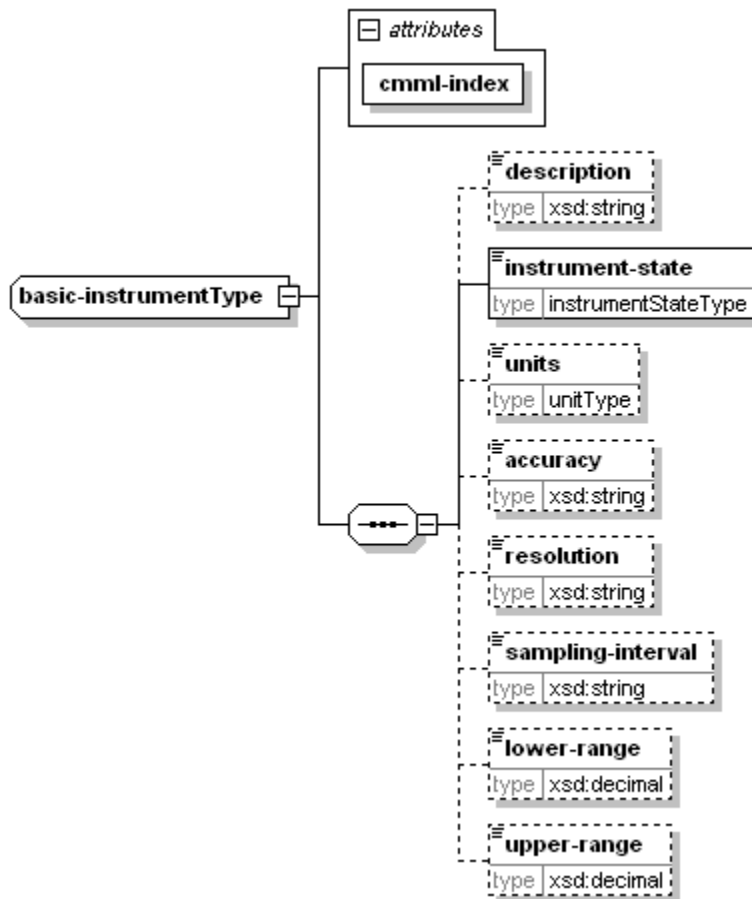 attributes
cmml-index
description
type xsd:string
instrument-state
type instrumentStateType
basic-instrumentType
units
type unitType
accuracy
type xsd:string
resolution
type xsd:string
sampling-interval
type xsd:string
lower-range
type xsd:decimal
upper-range
type xsd:decimal